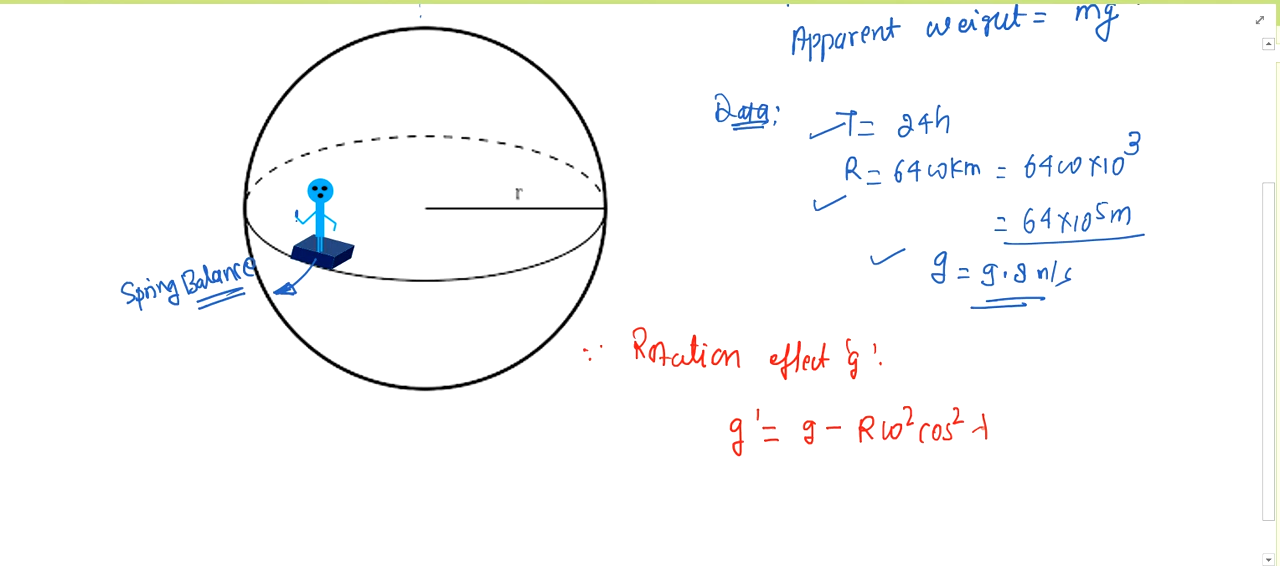 Apparent weight = mg
Data:
T = 24h
R = 6400km = 6400×10³
= 64×10⁵m
g = 9.8 m/s
r
Spring Balance
∵ Rotation effect 'g'.
g' = g - Rω²cos²λ